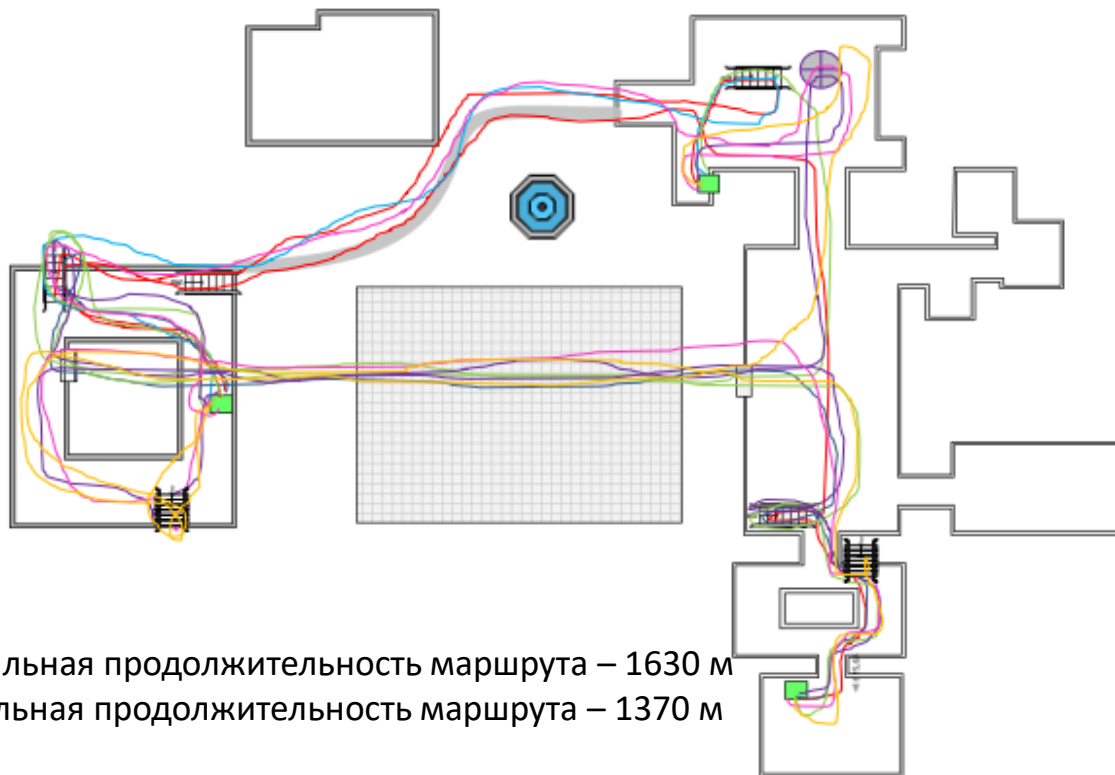 льная продолжительность маршрута – 1630 м
льная продолжительность маршрута – 1370 м